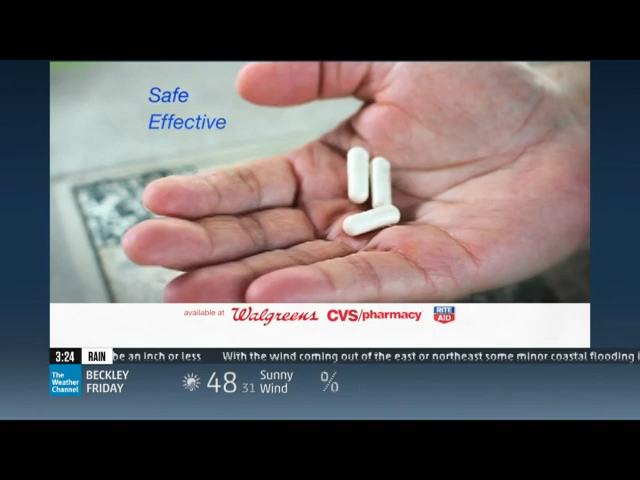 Safe
Effective
available at Walgreens CVS/pharmacy RITE AID
3:24 RAIN be an inch or less With the wind coming out of the east or northeast some minor coastal flooding i
The Weather Channel
BECKLEY
FRIDAY
48 31
Sunny
Wind
%